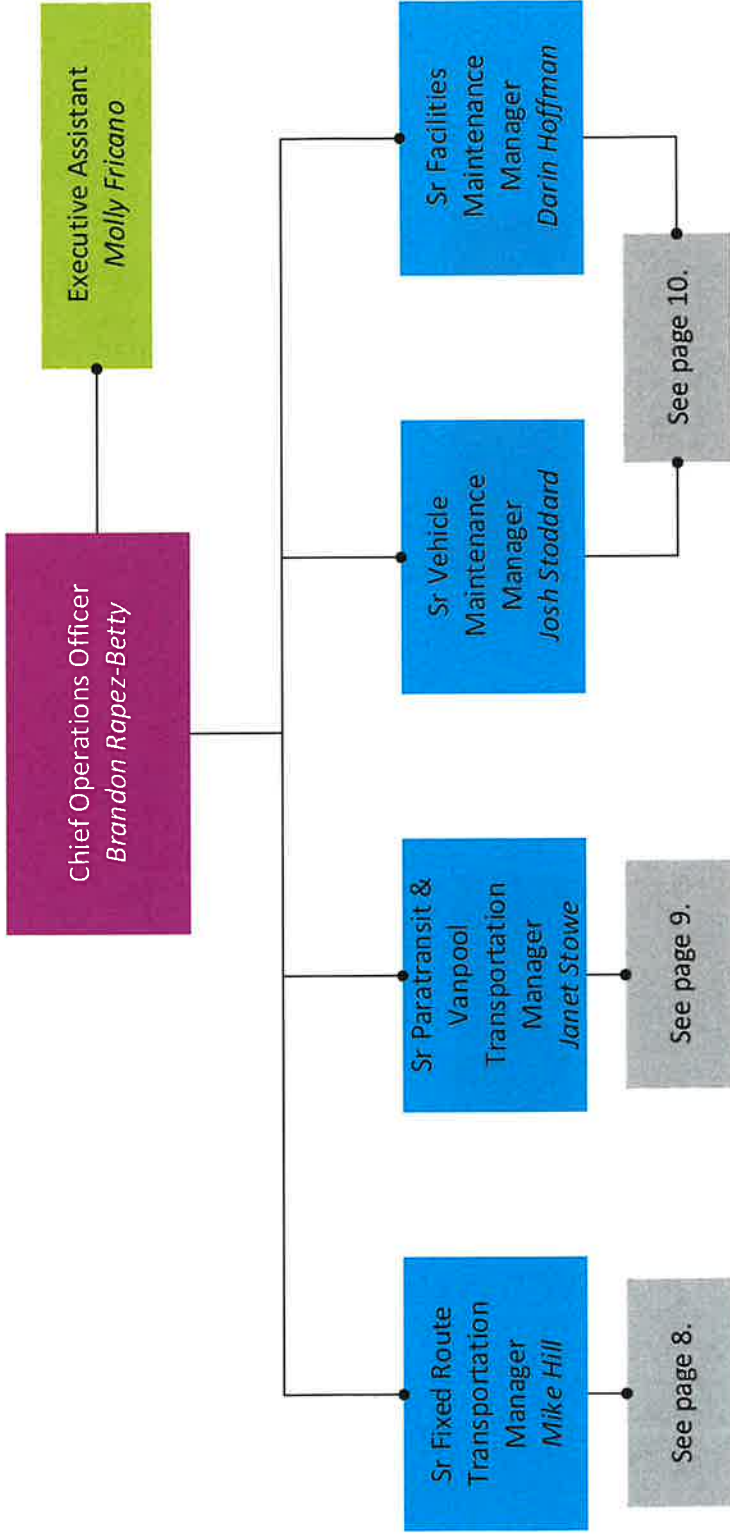 Chief Operations Officer
Brandon Rapez-Betty
Executive Assistant
Molly Fricano
Sr Fixed Route
Transportation
Manager
Mike Hill
Sr Paratransit &
Vanpool
Transportation
Manager
Janet Stowe
Sr Vehicle
Maintenance
Manager
Josh Stoddard
Sr Facilities
Maintenance
Manager
Darin Hoffman
See page 8.
See page 9.
See page 10.